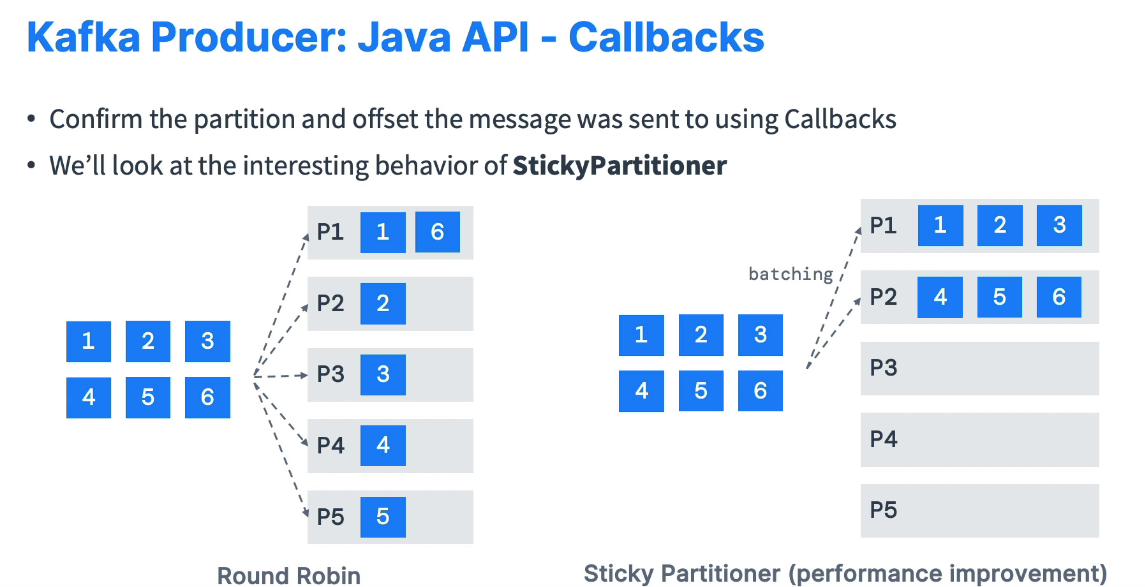 Kafka Producer: Java API - Callbacks
• Confirm the partition and offset the message was sent to using Callbacks
• We'll look at the interesting behavior of StickyPartitioner
1 2 3
4 5 6
P1 1 6
P2 2
P3 3
P4 4
P5 5
Round Robin
batching
1 2 3
4 5 6
P1 1 2 3
P2 4 5 6
P3
P4
P5
Sticky Partitioner (performance improvement)